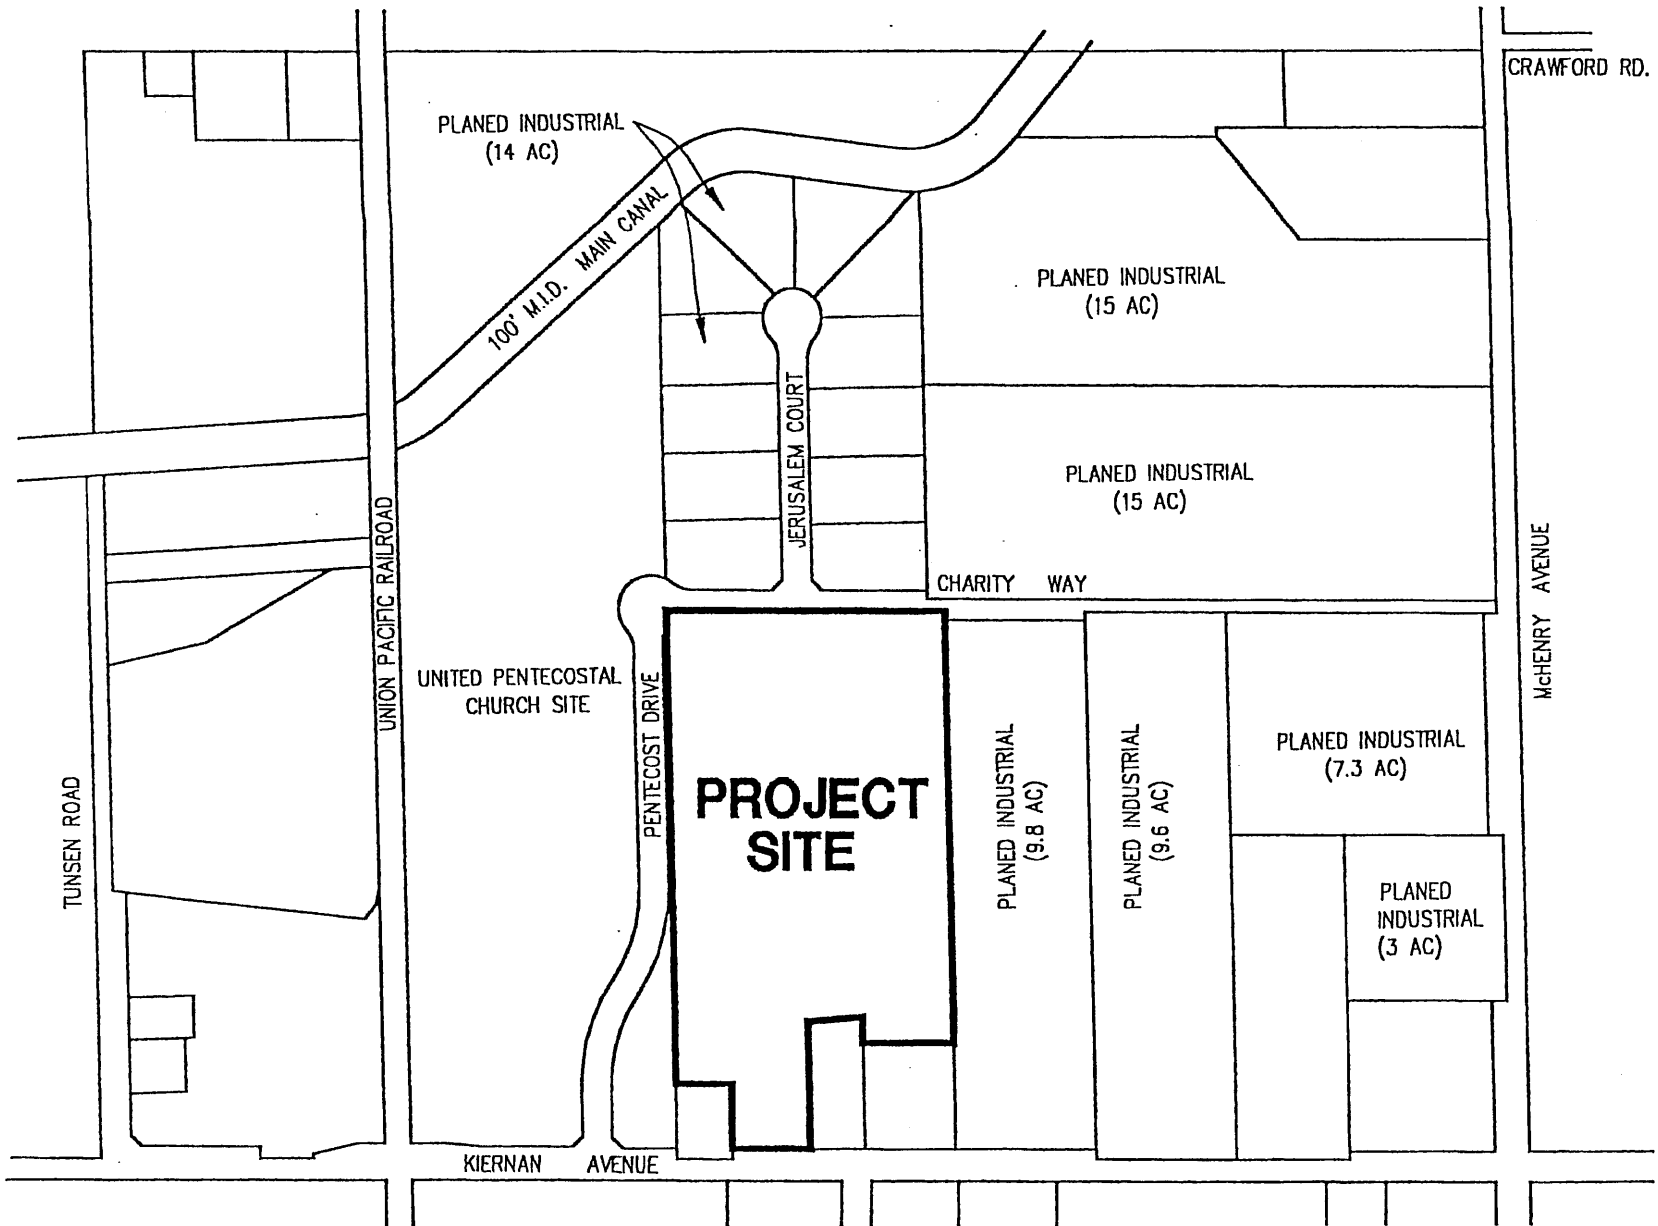 CRAWFORD RD.
PLANED INDUSTRIAL
(14 AC)
100' M.I.D. MAIN CANAL
PLANED INDUSTRIAL
(15 AC)
JERUSALEM COURT
PLANED INDUSTRIAL
(15 AC)
UNION PACIFIC RAILROAD
McHENRY AVENUE
CHARITY WAY
UNITED PENTECOSTAL
CHURCH SITE
PENTECOST DRIVE
PROJECT
SITE
PLANED INDUSTRIAL
(9.8 AC)
PLANED INDUSTRIAL
(9.6 AC)
PLANED INDUSTRIAL
(7.3 AC)
TUNSEN ROAD
PLANED
INDUSTRIAL
(3 AC)
KIERNAN AVENUE